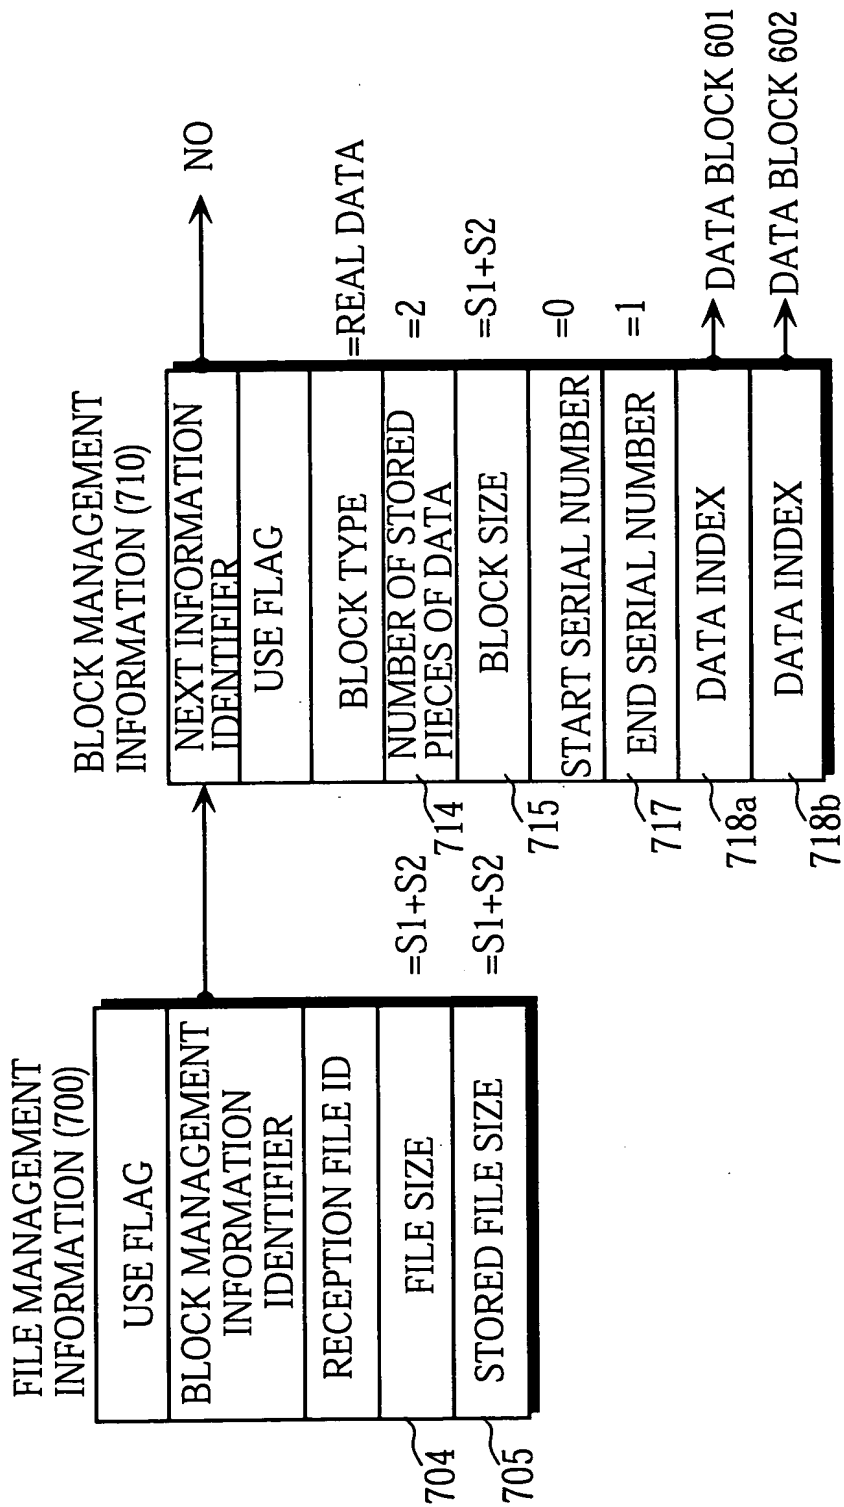 FILE MANAGEMENT
INFORMATION (700)
USE FLAG
BLOCK MANAGEMENT
INFORMATION
IDENTIFIER
RECEPTION FILE ID
FILE SIZE
=S1+S2
704
STORED FILE SIZE
=S1+S2
705
BLOCK MANAGEMENT
INFORMATION (710)
NEXT INFORMATION
IDENTIFIER
NO
USE FLAG
BLOCK TYPE
=REAL DATA
NUMBER OF STORED
PIECES OF DATA
=2
714
BLOCK SIZE
=S1+S2
715
START SERIAL NUMBER
=0
END SERIAL NUMBER
=1
717
DATA INDEX
DATA BLOCK 601
718a
DATA INDEX
DATA BLOCK 602
718b